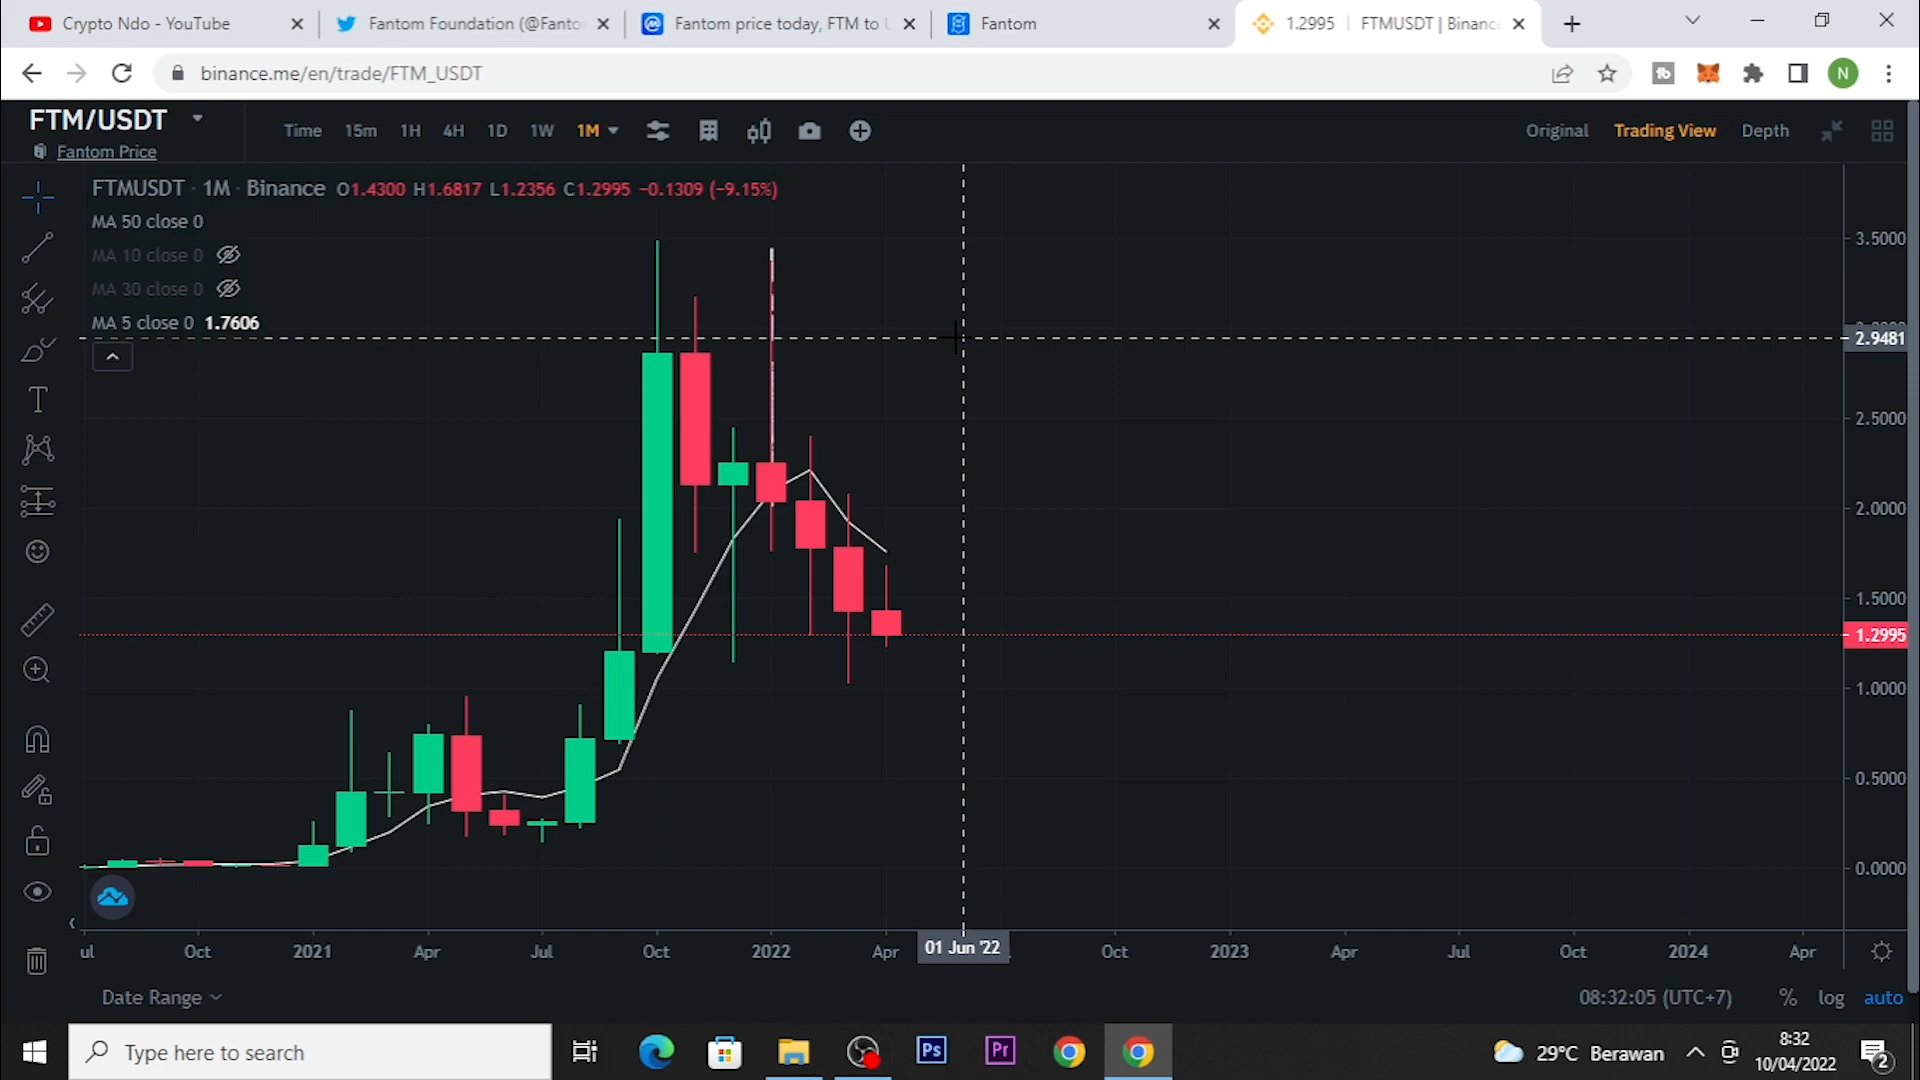 Crypto Ndo - YouTube
Fantom Foundation (@Fanto
Fantom price today, FTM to U
Fantom
1.2995 | FTMUSDT | Binance
binance.me/en/trade/FTM_USDT
N
FTM/USDT
Fantom Price
Time 15m 1H 4H 1D 1W 1M
Original Trading View Depth
FTMUSDT · 1M · Binance O1.4300 H1.6817 L1.2356 C1.2995 −0.1309 (−9.15%)
MA 50 close 0
MA 10 close 0
MA 30 close 0
MA 5 close 0 1.7606
3.5000
2.9481
2.5000
2.0000
1.5000
1.2995
1.0000
0.5000
0.0000
ul Oct 2021 Apr Jul Oct 2022 Apr 01 Jun '22 Oct 2023 Apr Jul Oct 2024 Apr
Date Range
08:32:05 (UTC+7) % log auto
Type here to search
Ps
Pr
29°C Berawan
8:32
10/04/2022
2